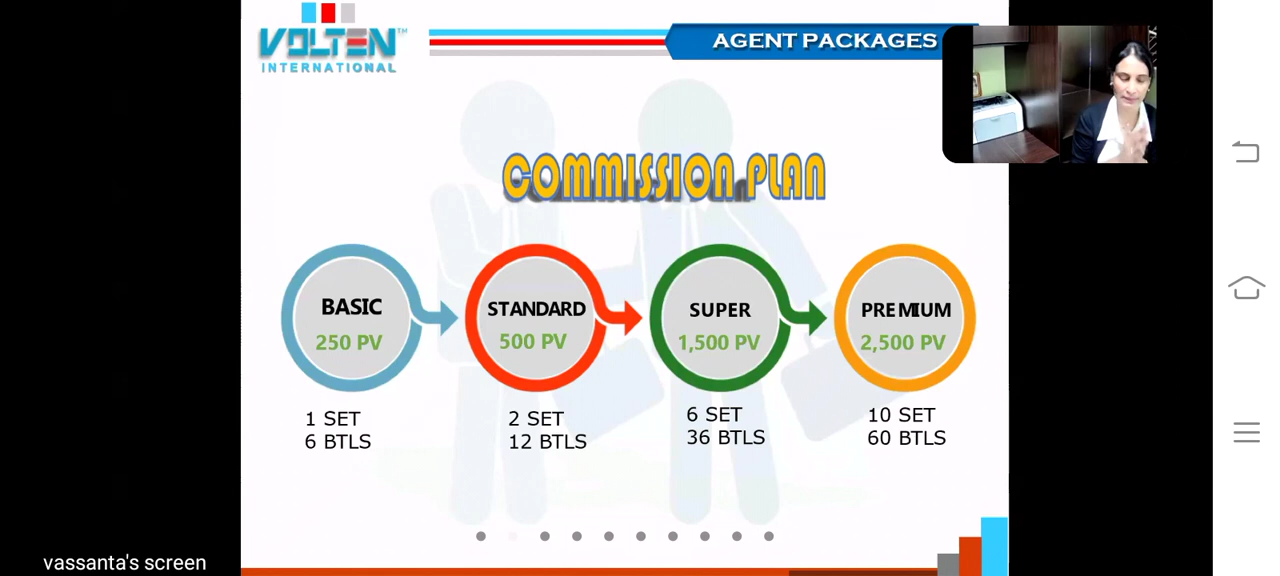 VOLTEN™
INTERNATIONAL
AGENT PACKAGES
COMMISSION PLAN
BASIC
250 PV
STANDARD
500 PV
SUPER
1,500 PV
PREMIUM
2,500 PV
1 SET
6 BTLS
2 SET
12 BTLS
6 SET
36 BTLS
10 SET
60 BTLS
vassanta's screen